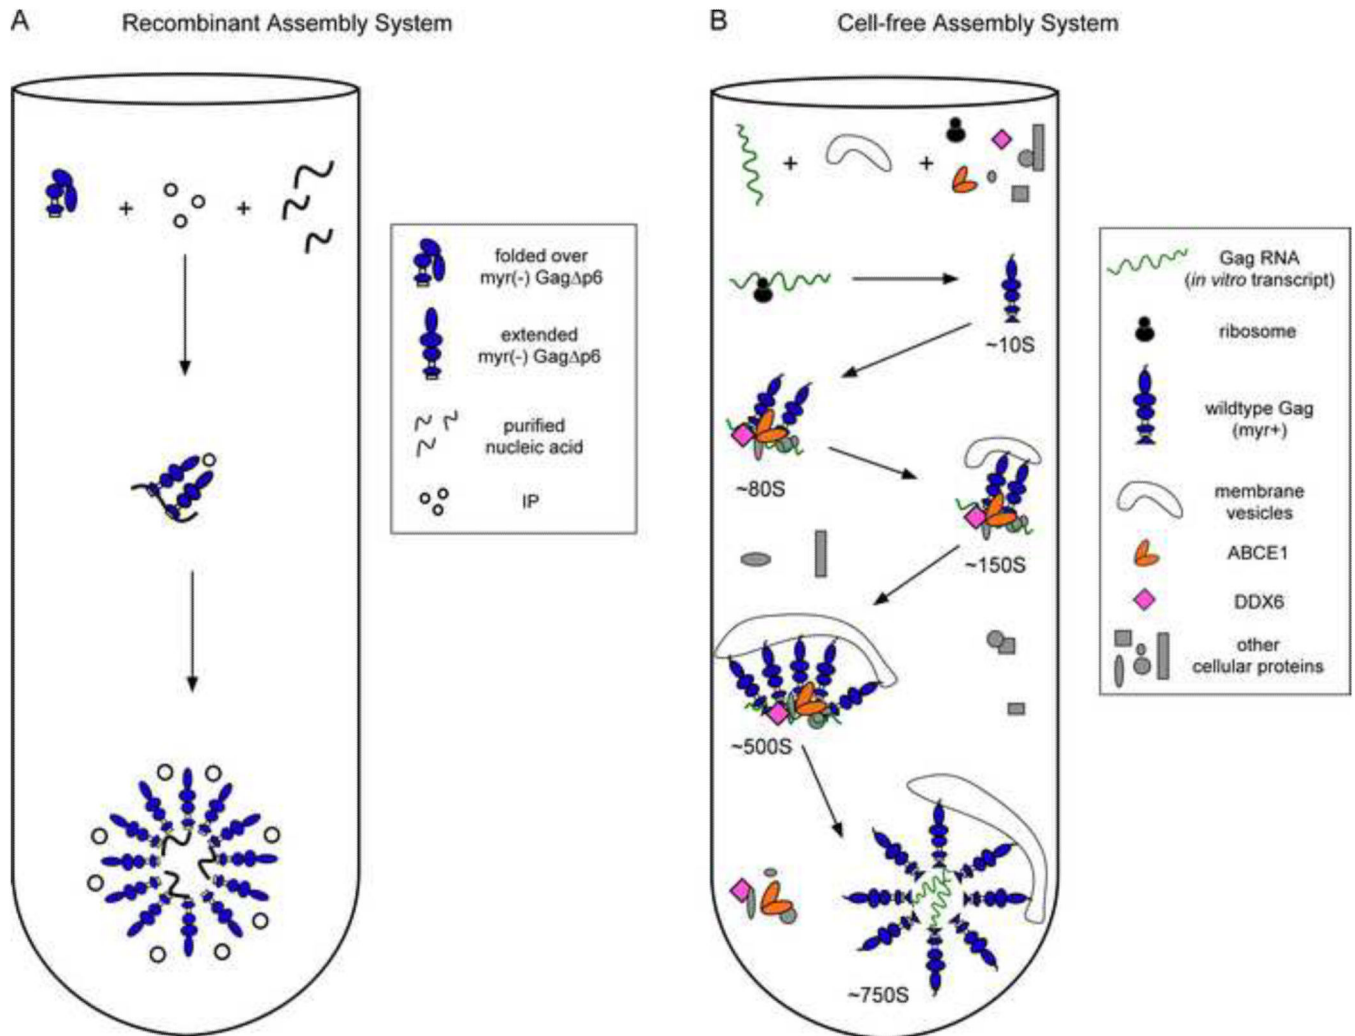 A
Recombinant Assembly System
+
+
folded over
myr(-) GagΔp6
extended
myr(-) GagΔp6
purified
nucleic acid
IP
B
Cell-free Assembly System
+
+
~10S
~80S
~150S
~500S
~750S
Gag RNA
(in vitro transcript)
ribosome
wildtype Gag
(myr+)
membrane
vesicles
ABCE1
DDX6
other
cellular proteins